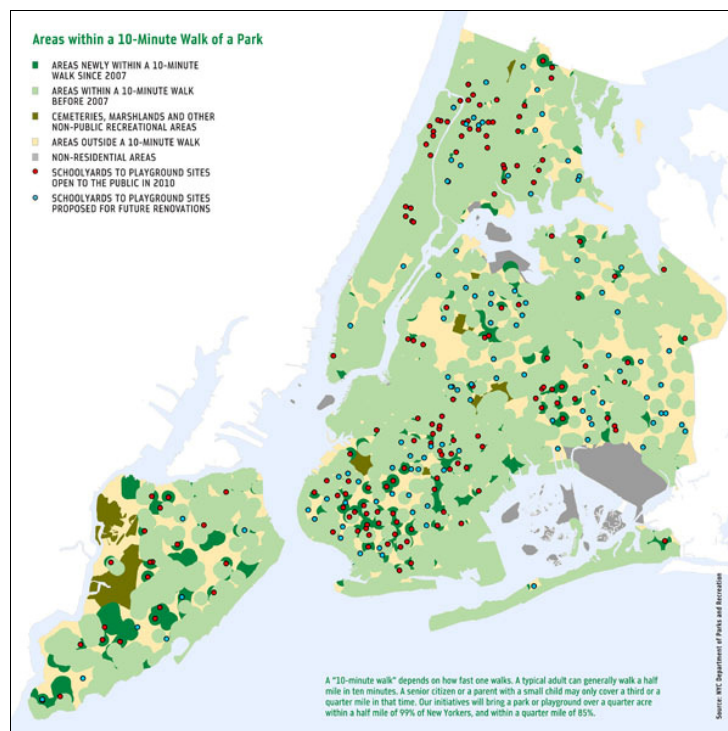 Areas within a 10-Minute Walk of a Park
AREAS NEWLY WITHIN A 10-MINUTE
WALK SINCE 2007
AREAS WITHIN A 10-MINUTE WALK
BEFORE 2007
CEMETERIES, MARSHLANDS AND OTHER
NON-PUBLIC RECREATIONAL AREAS
AREAS OUTSIDE A 10-MINUTE WALK
NON-RESIDENTIAL AREAS
SCHOOLYARDS TO PLAYGROUND SITES
OPEN TO THE PUBLIC IN 2010
SCHOOLYARDS TO PLAYGROUND SITES
PROPOSED FOR FUTURE RENOVATIONS
A "10-minute walk" depends on how fast one walks. A typical adult can generally walk a half
mile in ten minutes. A senior citizen or a parent with a small child may only cover a third or a
quarter mile in that time. Our initiatives will bring a park or playground over a quarter acre
within a half mile of 99% of New Yorkers, and within a quarter mile of 85%.
Source: NYC Department of Parks and Recreation